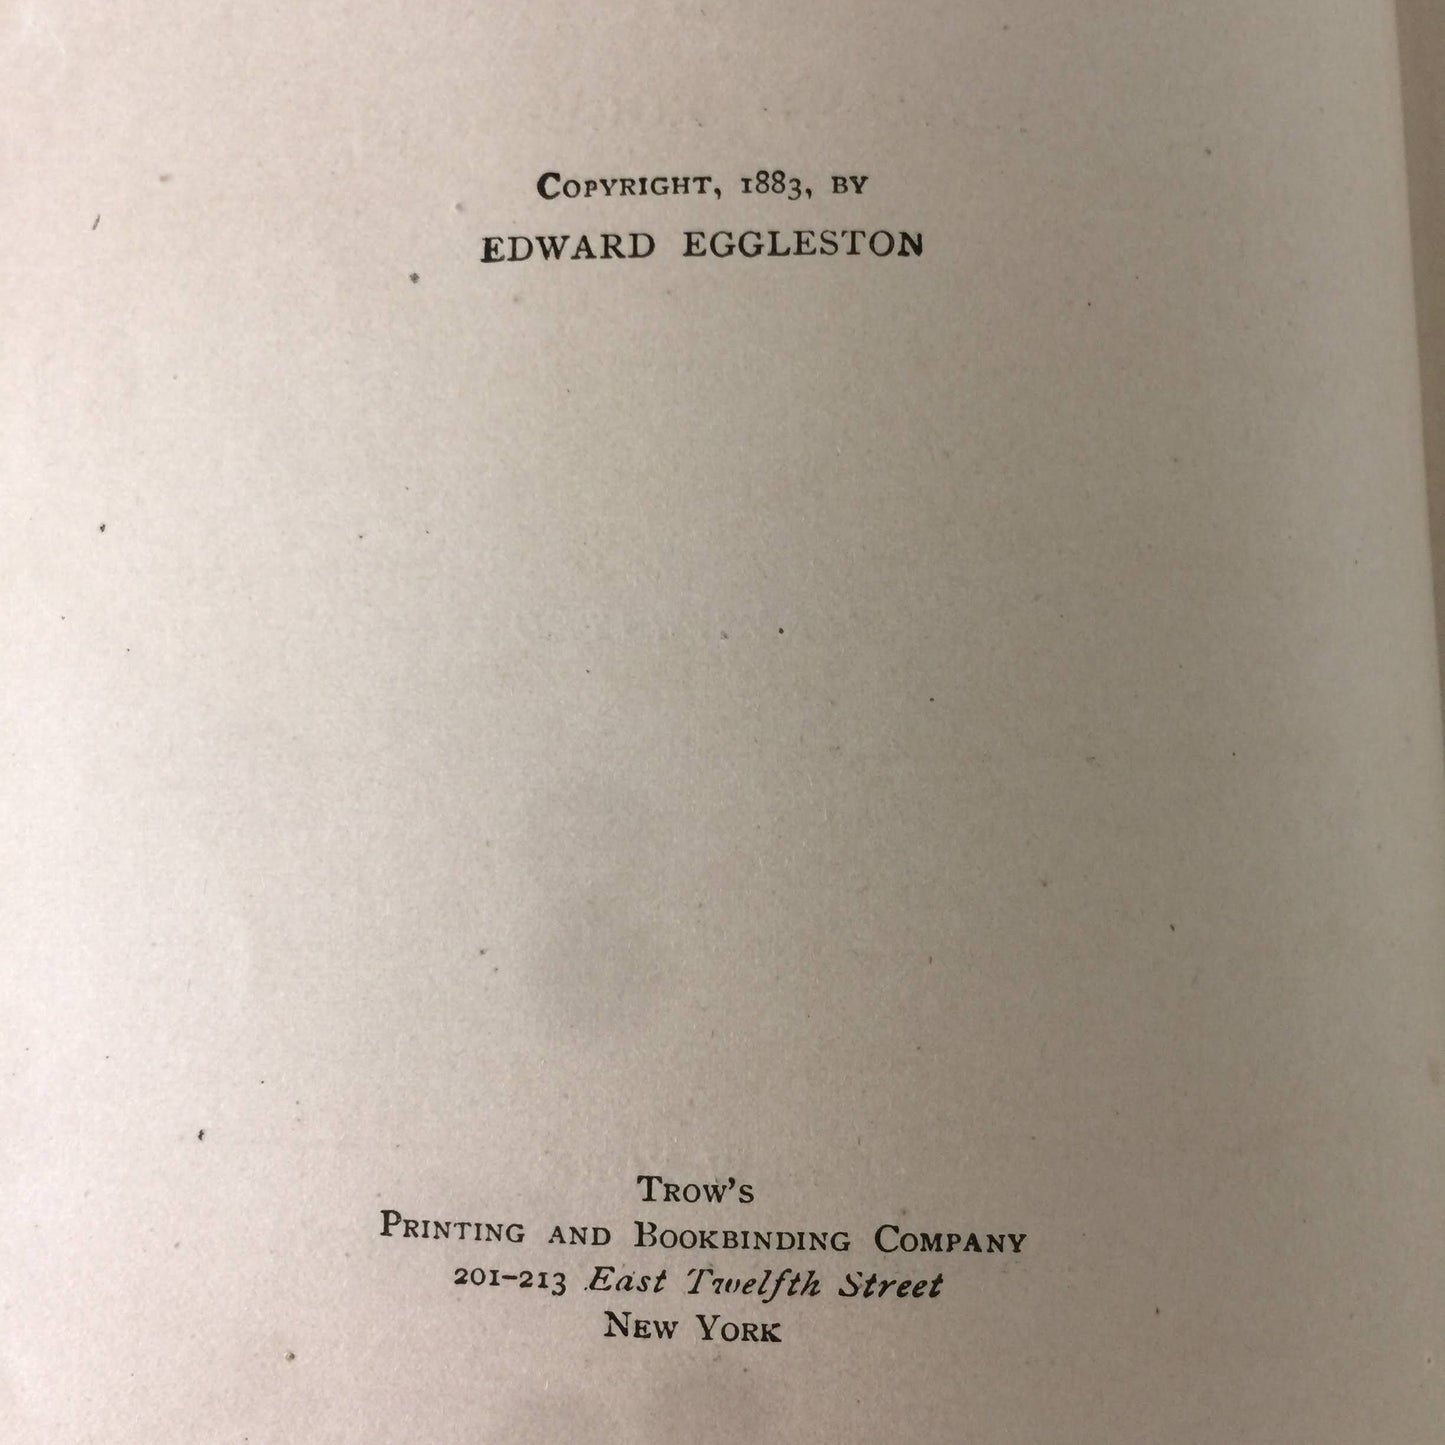 COPYRIGHT, 1883, BY
EDWARD EGGLESTON
TROW'S
PRINTING AND BOOKBINDING COMPANY
201-213 East Twelfth Street
NEW YORK